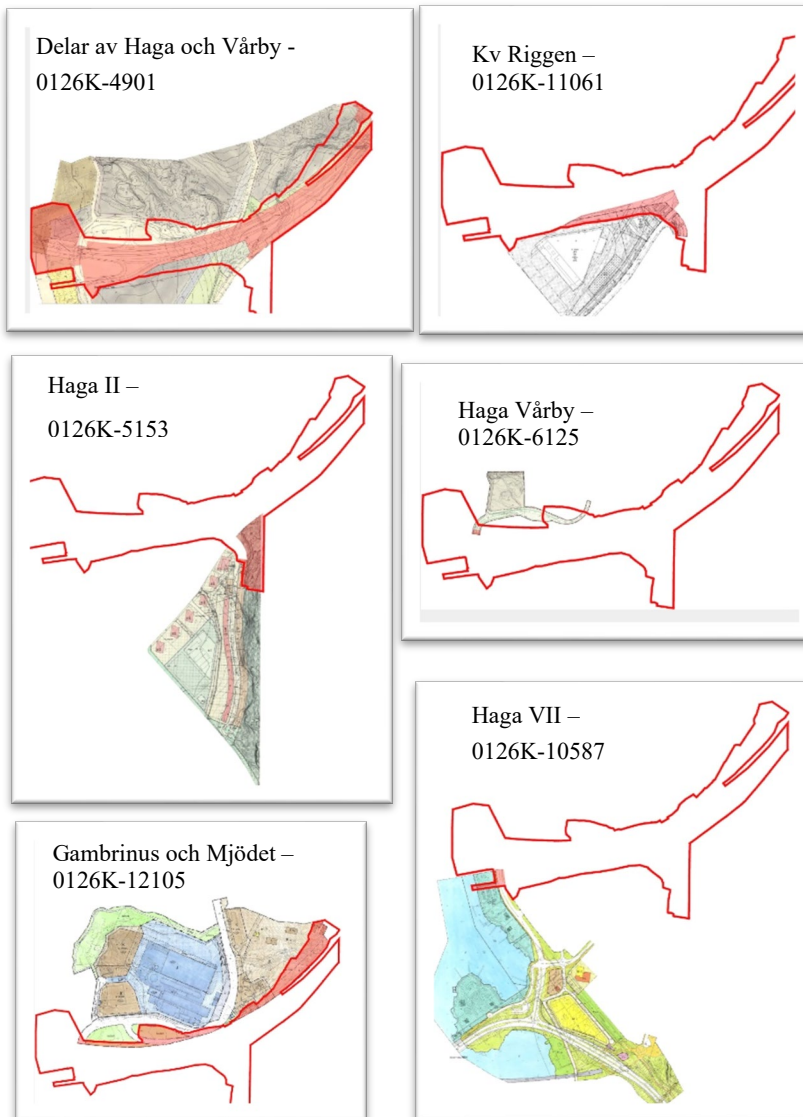 Delar av Haga och Vårby -
0126K-4901
Kv Riggen –
0126K-11061
Haga II –
0126K-5153
Haga Vårby –
0126K-6125
Haga VII –
0126K-10587
Gambrinus och Mjödet –
0126K-12105